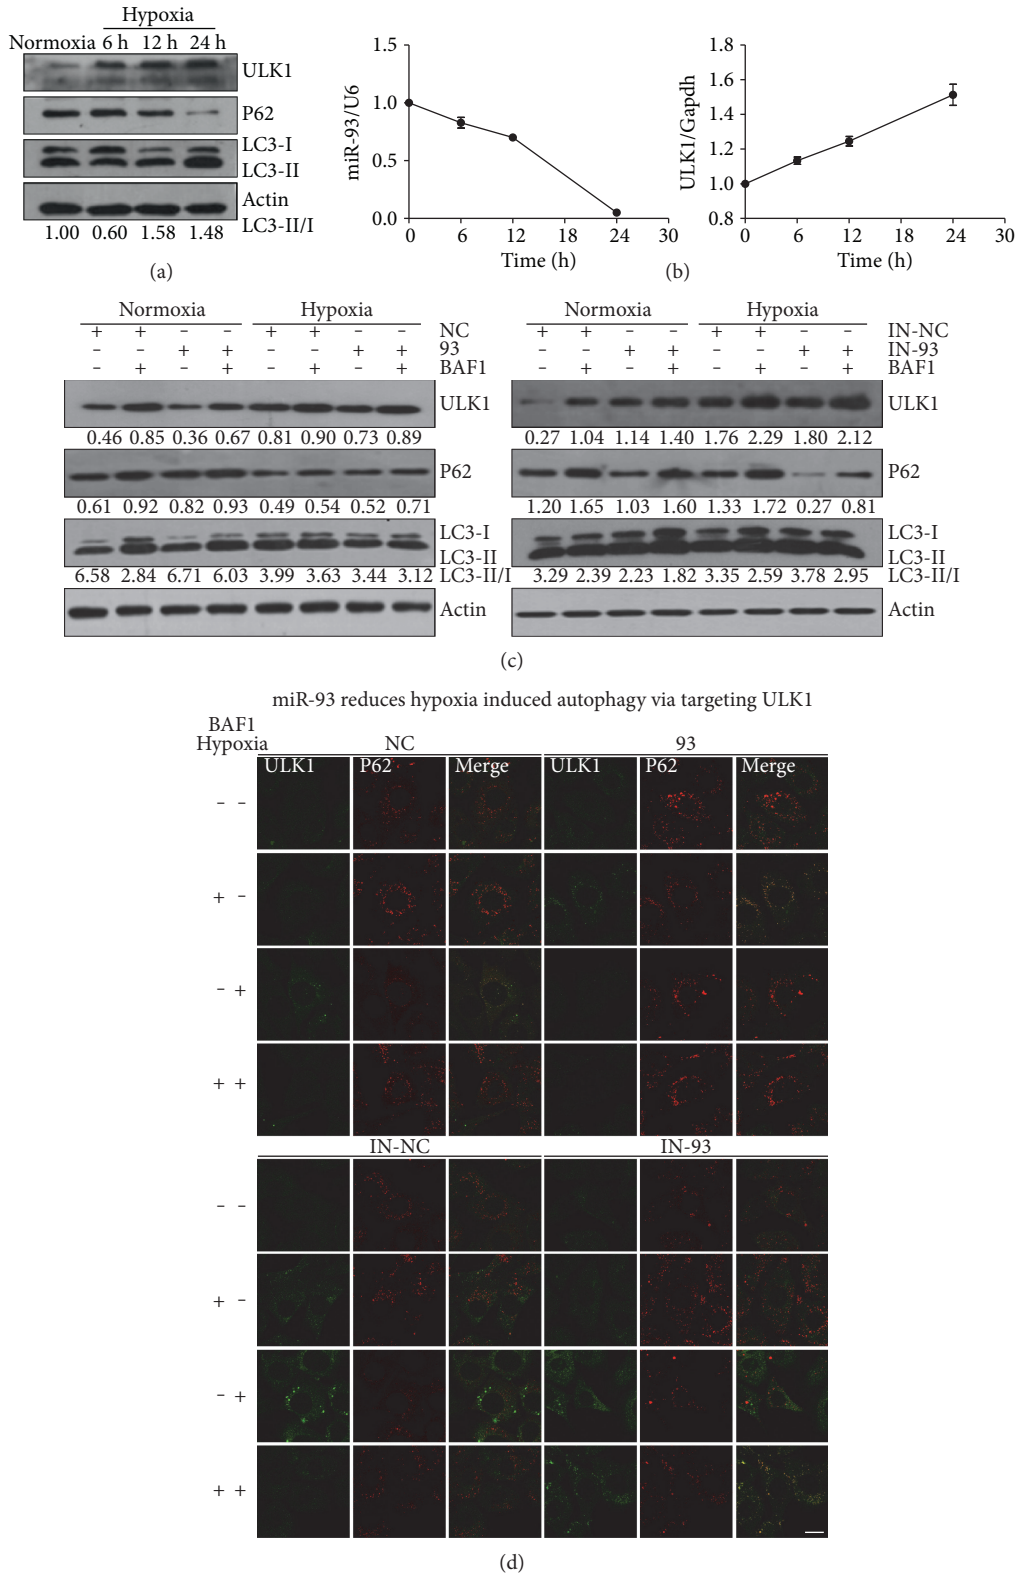 Hypoxia
Normoxia 6 h 12 h 24 h
ULK1
P62
LC3-I
LC3-II
Actin
LC3-II/I
1.00 0.60 1.58 1.48
(a)
miR-93/U6
1.5
1.0
0.5
0.0
0 6 12 18 24 30
Time (h)
ULK1/Gapdh
1.8
1.6
1.4
1.2
1.0
0.8
0 6 12 18 24 30
Time (h)
(b)
Normoxia Hypoxia
+ + – – + + – – NC
– – + + – – + + 93
– + – + – + – + BAF1
ULK1
0.46 0.85 0.36 0.67 0.81 0.90 0.73 0.89
P62
0.61 0.92 0.82 0.93 0.49 0.54 0.52 0.71
LC3-I
LC3-II
6.58 2.84 6.71 6.03 3.99 3.63 3.44 3.12 LC3-II/I
Actin
Normoxia Hypoxia
+ + – – + + – – IN-NC
– – + + – – + + IN-93
– + – + – + – + BAF1
ULK1
0.27 1.04 1.14 1.40 1.76 2.29 1.80 2.12
P62
1.20 1.65 1.03 1.60 1.33 1.72 0.27 0.81
LC3-I
LC3-II
3.29 2.39 2.23 1.82 3.35 2.59 3.78 2.95 LC3-II/I
Actin
(c)
miR-93 reduces hypoxia induced autophagy via targeting ULK1
BAF1
Hypoxia NC 93
ULK1 P62 Merge ULK1 P62 Merge
– –
+ –
– +
+ +
IN-NC IN-93
– –
+ –
– +
+ +
(d)